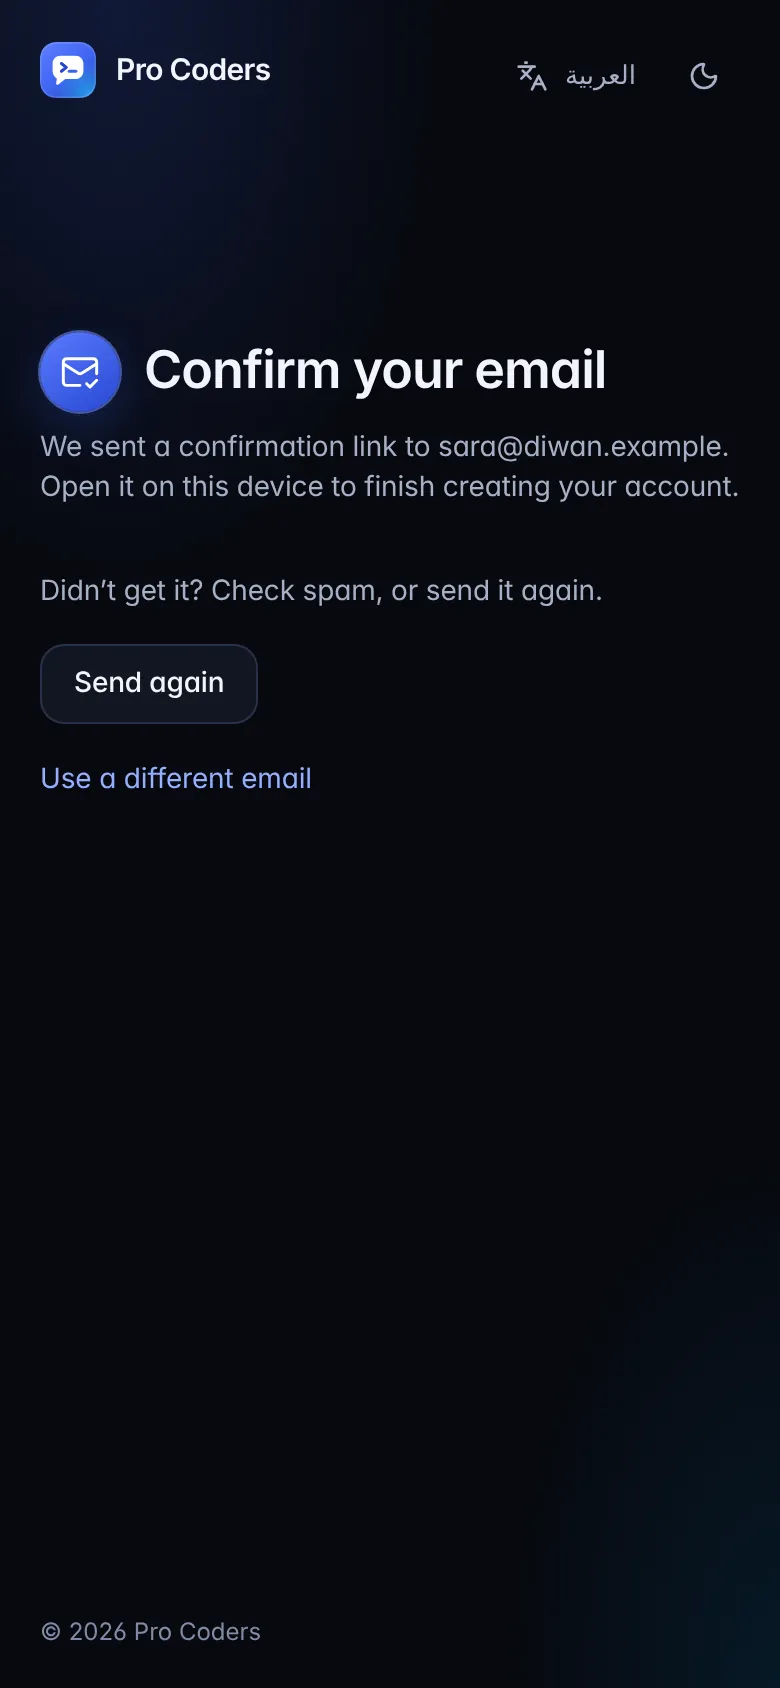 Pro Coders
العربية
Confirm your email
We sent a confirmation link to sara@diwan.example.
Open it on this device to finish creating your account.
Didn’t get it? Check spam, or send it again.
Send again
Use a different email
© 2026 Pro Coders